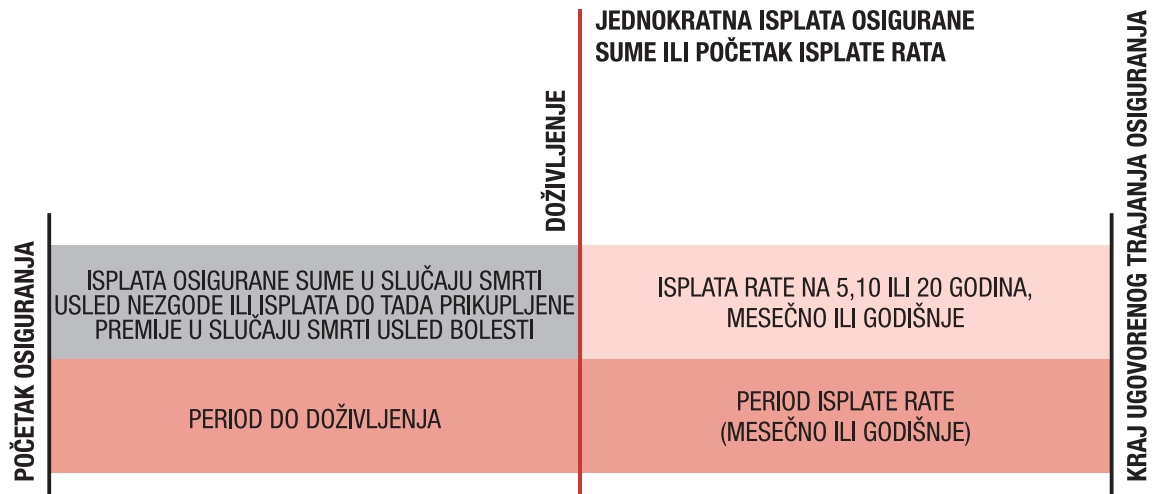 JEDNOKRATNA ISPLATA OSIGURANE
SUME ILI POČETAK ISPLATE RATA
POČETAK OSIGURANJA
DOŽIVLJENJE
KRAJ UGOVORENOG TRAJANJA OSIGURANJA
ISPLATA OSIGURANE SUME U SLUČAJU SMRTI
USLED NEZGODE ILI ISPLATA DO TADA PRIKUPLJENE
PREMIJE U SLUČAJU SMRTI USLED BOLESTI
ISPLATA RATE NA 5,10 ILI 20 GODINA,
MESEČNO ILI GODIŠNJE
PERIOD DO DOŽIVLJENJA
PERIOD ISPLATE RATE
(MESEČNO ILI GODIŠNJE)